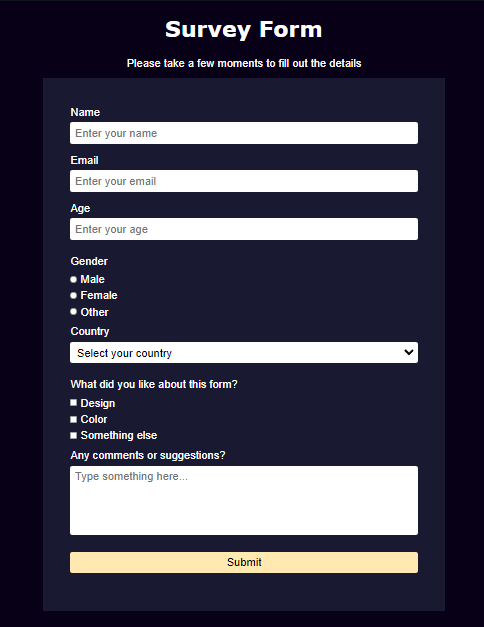 Survey Form
Please take a few moments to fill out the details
Name
Enter your name
Email
Enter your email
Age
Enter your age
Gender
Male
Female
Other
Country
Select your country
What did you like about this form?
Design
Color
Something else
Any comments or suggestions?
Type something here...
Submit